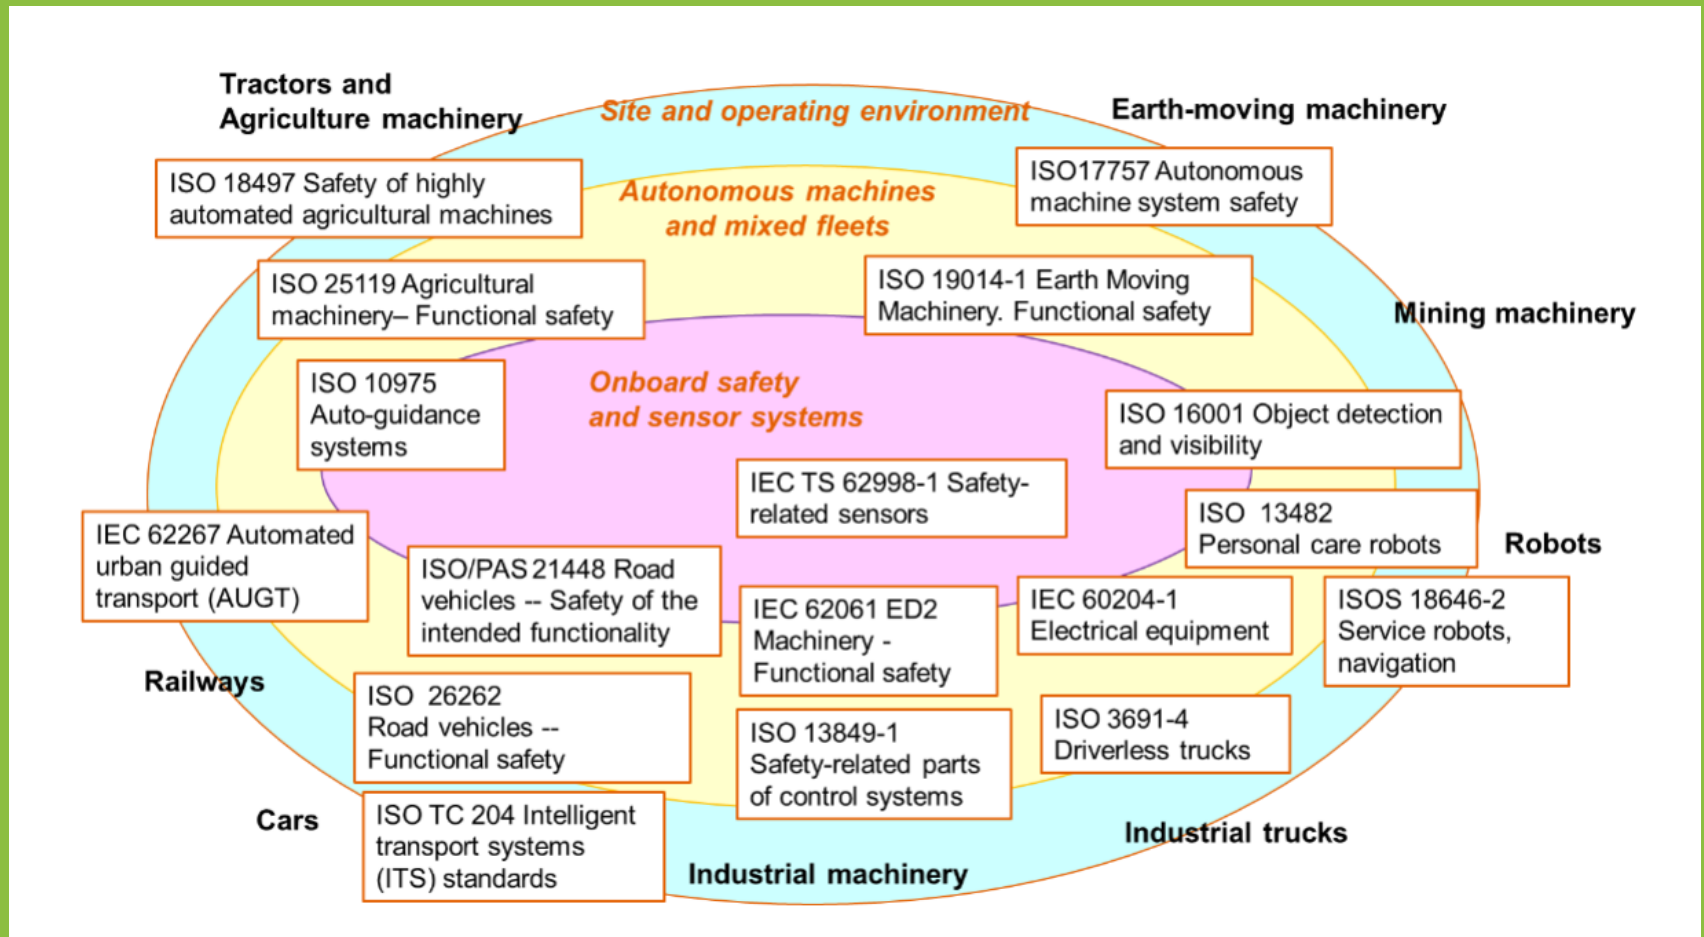 Tractors and
Agriculture machinery
Site and operating environment
Earth-moving machinery
ISO 18497 Safety of highly
automated agricultural machines
Autonomous machines
and mixed fleets
ISO17757 Autonomous
machine system safety
ISO 25119 Agricultural
machinery– Functional safety
ISO 19014-1 Earth Moving
Machinery. Functional safety
Mining machinery
ISO 10975
Auto-guidance
systems
Onboard safety
and sensor systems
ISO 16001 Object detection
and visibility
IEC TS 62998-1 Safety-
related sensors
ISO 13482
Personal care robots
Robots
IEC 62267 Automated
urban guided
transport (AUGT)
ISO/PAS 21448 Road
vehicles -- Safety of the
intended functionality
IEC 62061 ED2
Machinery -
Functional safety
IEC 60204-1
Electrical equipment
ISOS 18646-2
Service robots,
navigation
Railways
ISO 26262
Road vehicles --
Functional safety
ISO 13849-1
Safety-related parts
of control systems
ISO 3691-4
Driverless trucks
Cars
ISO TC 204 Intelligent
transport systems
(ITS) standards
Industrial machinery
Industrial trucks